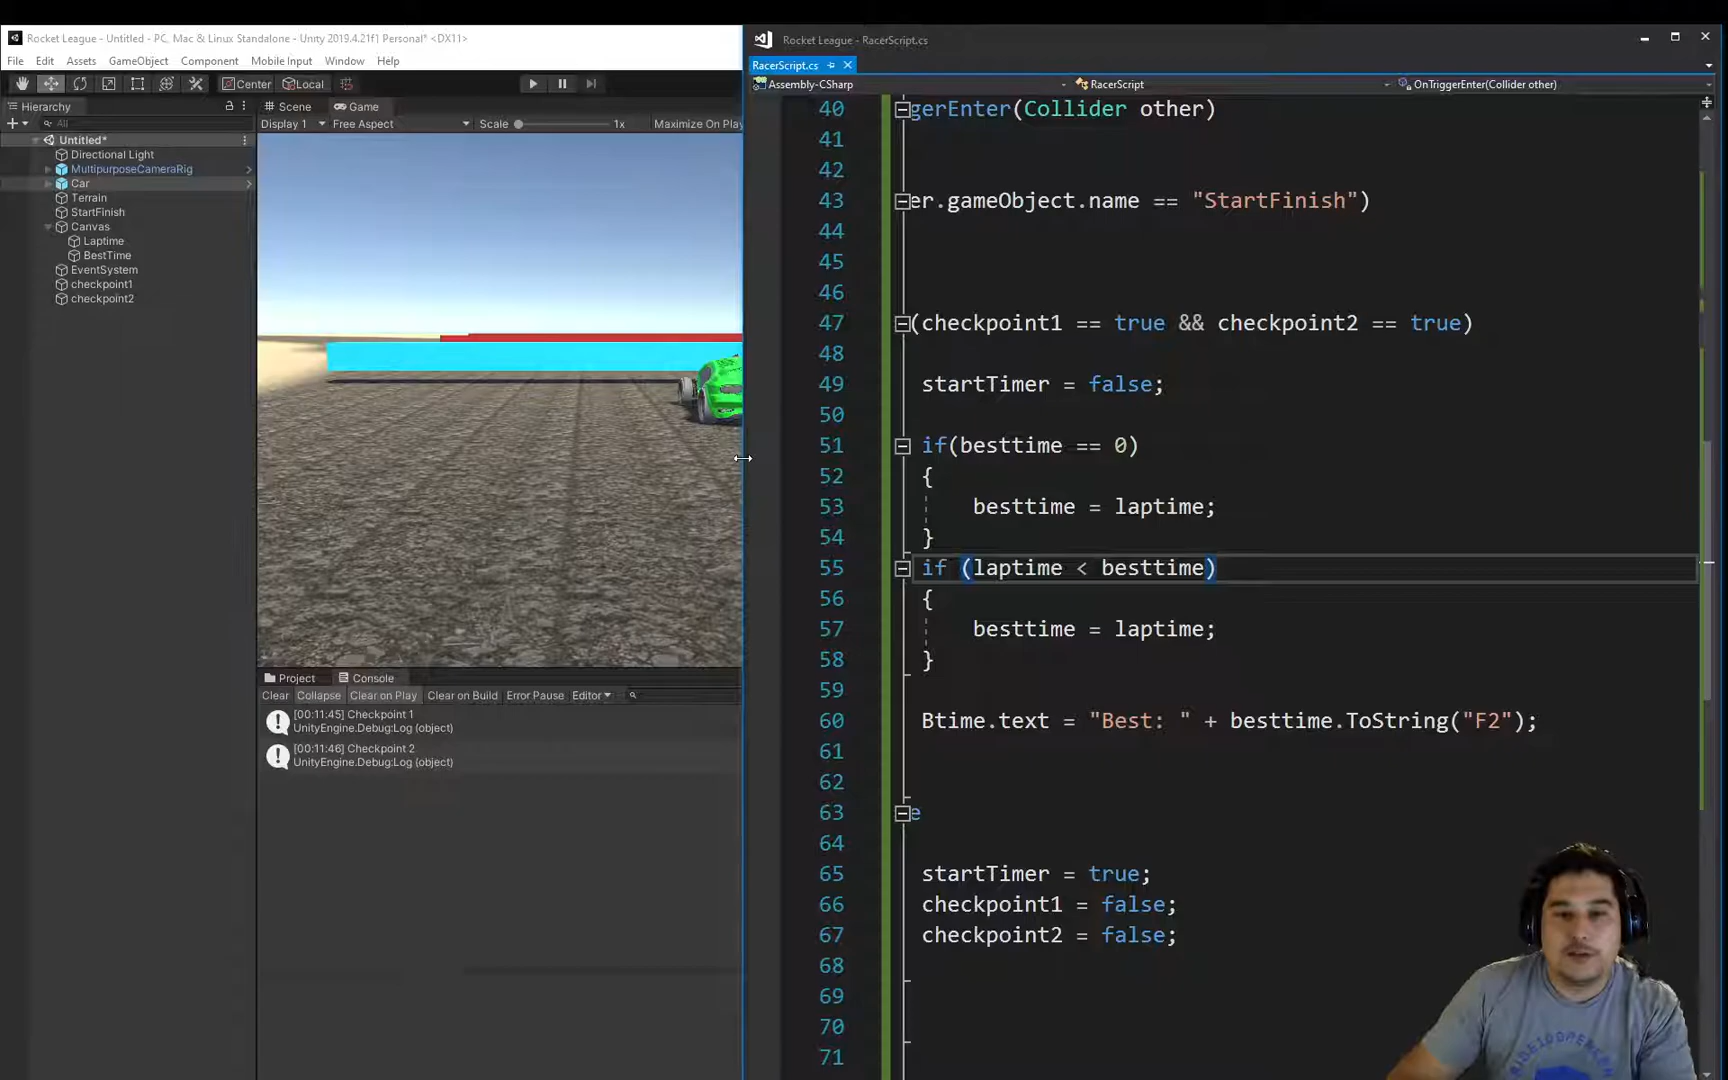 Rocket League - Untitled - PC, Mac & Linux Standalone - Unity 2019.4.21f1 Personal* <DX11>
File Edit Assets GameObject Component Mobile Input Window Help
Center Local
Hierarchy
All
Untitled*
Directional Light
MultipurposeCameraRig
Car
Terrain
StartFinish
Canvas
Laptime
BestTime
EventSystem
checkpoint1
checkpoint2
Scene Game
Display 1 Free Aspect Scale 1x Maximize On Play
Project Console
Clear Collapse Clear on Play Clear on Build Error Pause Editor
[00:11:45] Checkpoint 1
UnityEngine.Debug:Log (object)
[00:11:46] Checkpoint 2
UnityEngine.Debug:Log (object)
Rocket League - RacerScript.cs
RacerScript.cs
Assembly-CSharp RacerScript OnTriggerEnter(Collider other)
40 gerEnter(Collider other)
41
42
43 er.gameObject.name == "StartFinish")
44
45
46
47 (checkpoint1 == true && checkpoint2 == true)
48
49 startTimer = false;
50
51 if(besttime == 0)
52 {
53 besttime = laptime;
54 }
55 if (laptime < besttime)
56 {
57 besttime = laptime;
58 }
59
60 Btime.text = "Best: " + besttime.ToString("F2");
61
62
63 e
64
65 startTimer = true;
66 checkpoint1 = false;
67 checkpoint2 = false;
68
69
70
71